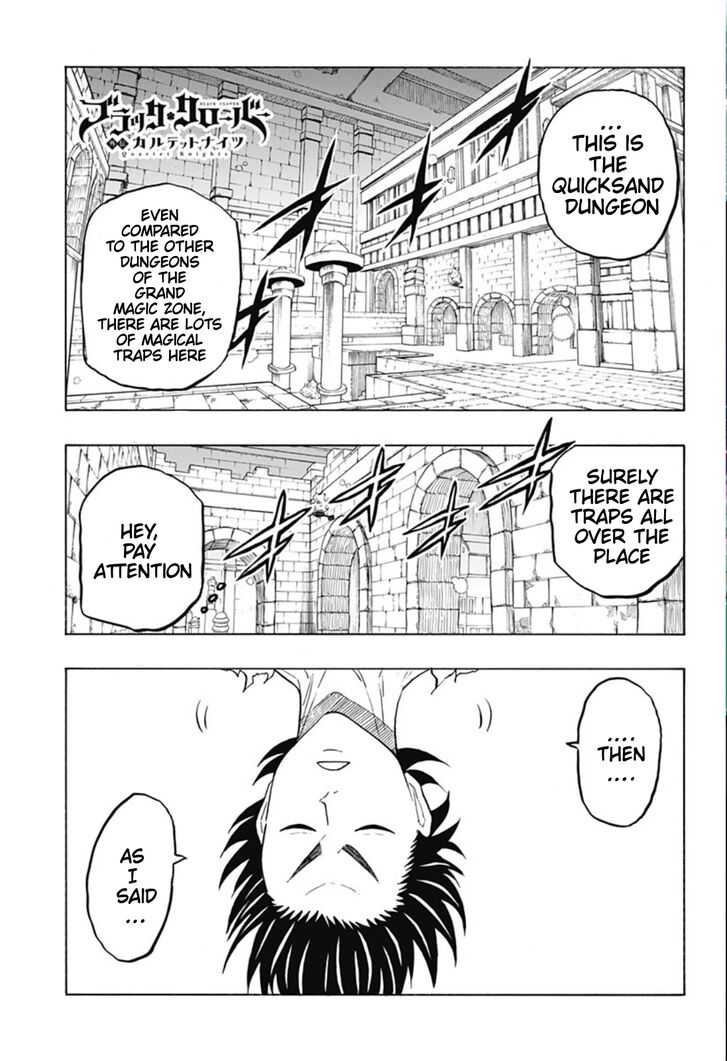 ブラック・クローバー
BLACK CLOVER
外伝
カルテットナイツ
Quartet Knights
...
THIS IS
THE
QUICKSAND
DUNGEON
EVEN
COMPARED
TO THE OTHER
DUNGEONS
OF THE
GRAND
MAGIC ZONE,
THERE ARE LOTS
OF MAGICAL
TRAPS HERE
SURELY
THERE ARE
TRAPS ALL
OVER THE
PLACE
HEY,
PAY
ATTENTION
....
THEN
....
AS
I
SAID
...